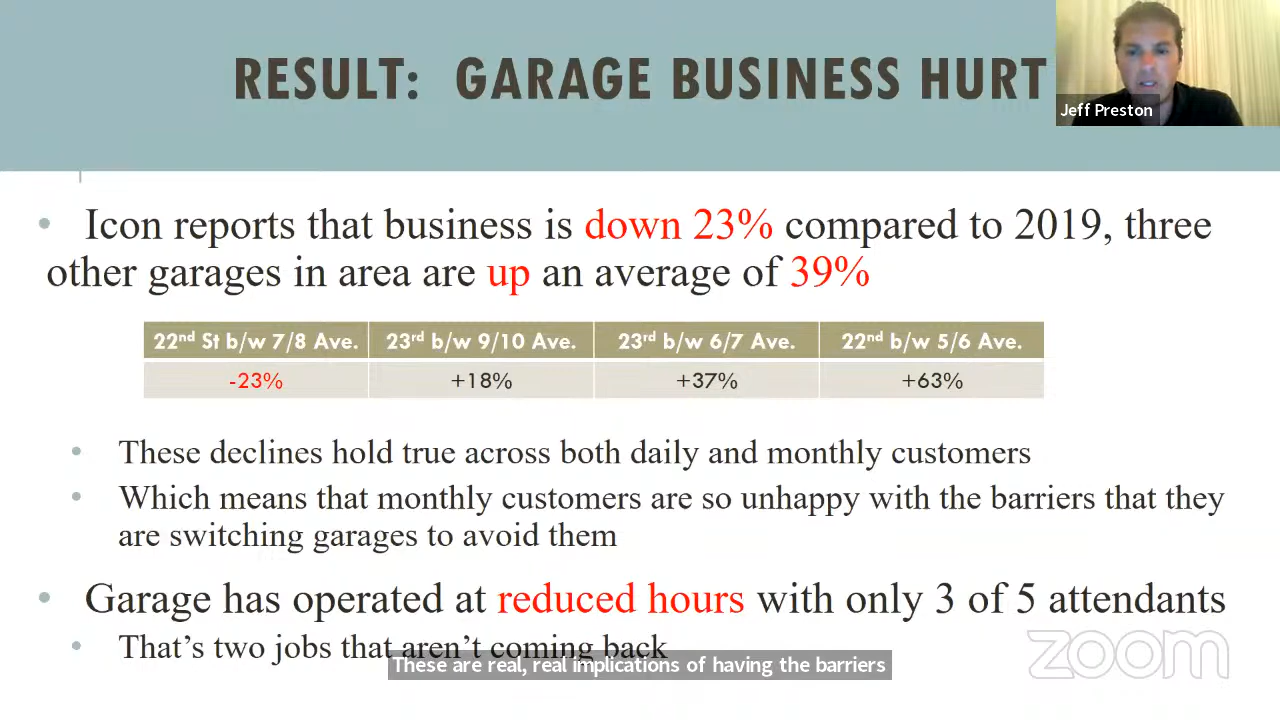 RESULT: GARAGE BUSINESS HURT
Jeff Preston
• Icon reports that business is down 23% compared to 2019, three
other garages in area are up an average of 39%
22nd St b/w 7/8 Ave. 23rd b/w 9/10 Ave. 23rd b/w 6/7 Ave. 22nd b/w 5/6 Ave.
-23% +18% +37% +63%
• These declines hold true across both daily and monthly customers
• Which means that monthly customers are so unhappy with the barriers that they
are switching garages to avoid them
• Garage has operated at reduced hours with only 3 of 5 attendants
• That’s two jobs that aren’t coming back
These are real, real implications of having the barriers
zoom